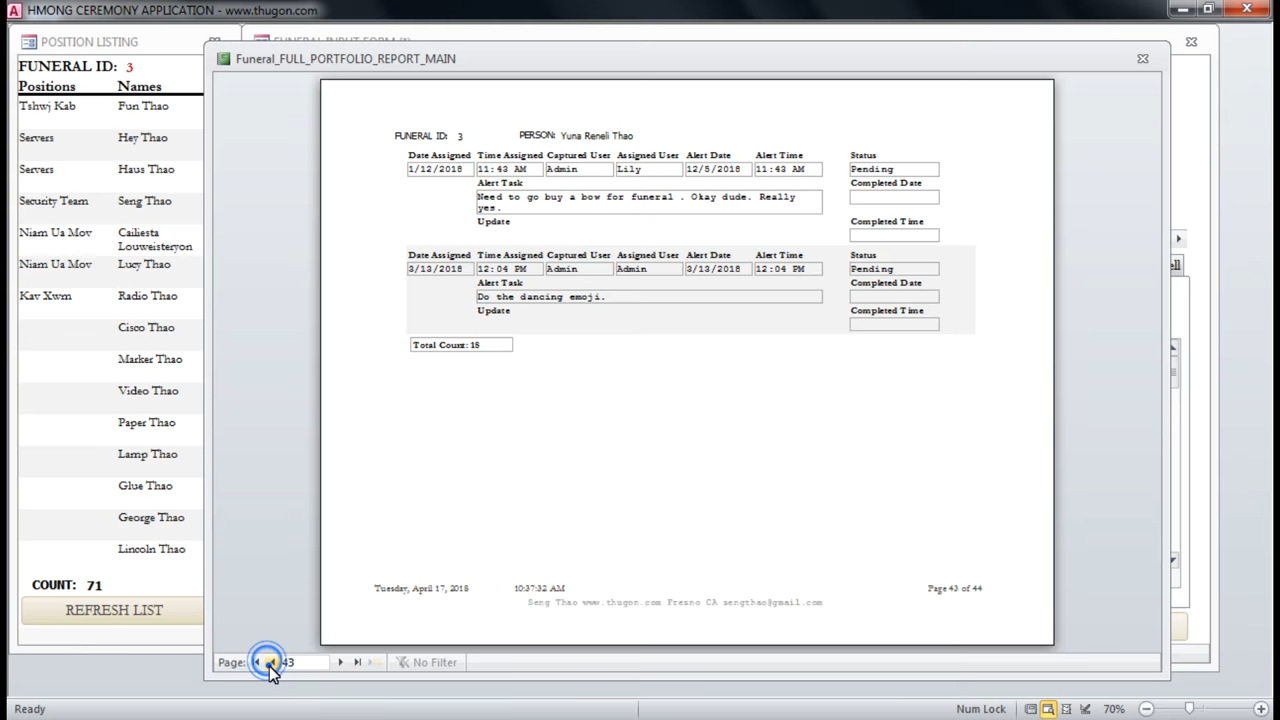 HMONG CEREMONY APPLICATION - www.thugon.com
POSITION LISTING
FUNERAL ID: 3
Positions Names
Tshwj Kab Fun Thao
Servers Hey Thao
Servers Haus Thao
Security Team Seng Thao
Niam Ua Mov Cailiesta
Louweisteryon
Niam Ua Mov Lucy Thao
Kav Xwm Radio Thao
Cisco Thao
Marker Thao
Video Thao
Paper Thao
Lamp Thao
Glue Thao
George Thao
Lincoln Thao
COUNT: 71
REFRESH LIST
Funeral_FULL_PORTFOLIO_REPORT_MAIN
FUNERAL ID: 3 PERSON: Yuna Reneli Thao
Date Assigned Time Assigned Captured User Assigned User Alert Date Alert Time Status
1/12/2018 11:43 AM Admin Lily 12/5/2018 11:43 AM Pending
Alert Task Completed Date
Need to go buy a bow for funeral . Okay dude. Really
yes.
Update Completed Time
Date Assigned Time Assigned Captured User Assigned User Alert Date Alert Time Status
3/13/2018 12:04 PM Admin Admin 3/13/2018 12:04 PM Pending
Alert Task Completed Date
Do the dancing emoji.
Update Completed Time
Total Count: 15
Tuesday, April 17, 2018 10:37:32 AM Page 43 of 44
Seng Thao www.thugon.com Fresno CA sengthao@gmail.com
Page: 43 No Filter
Ready Num Lock 70%